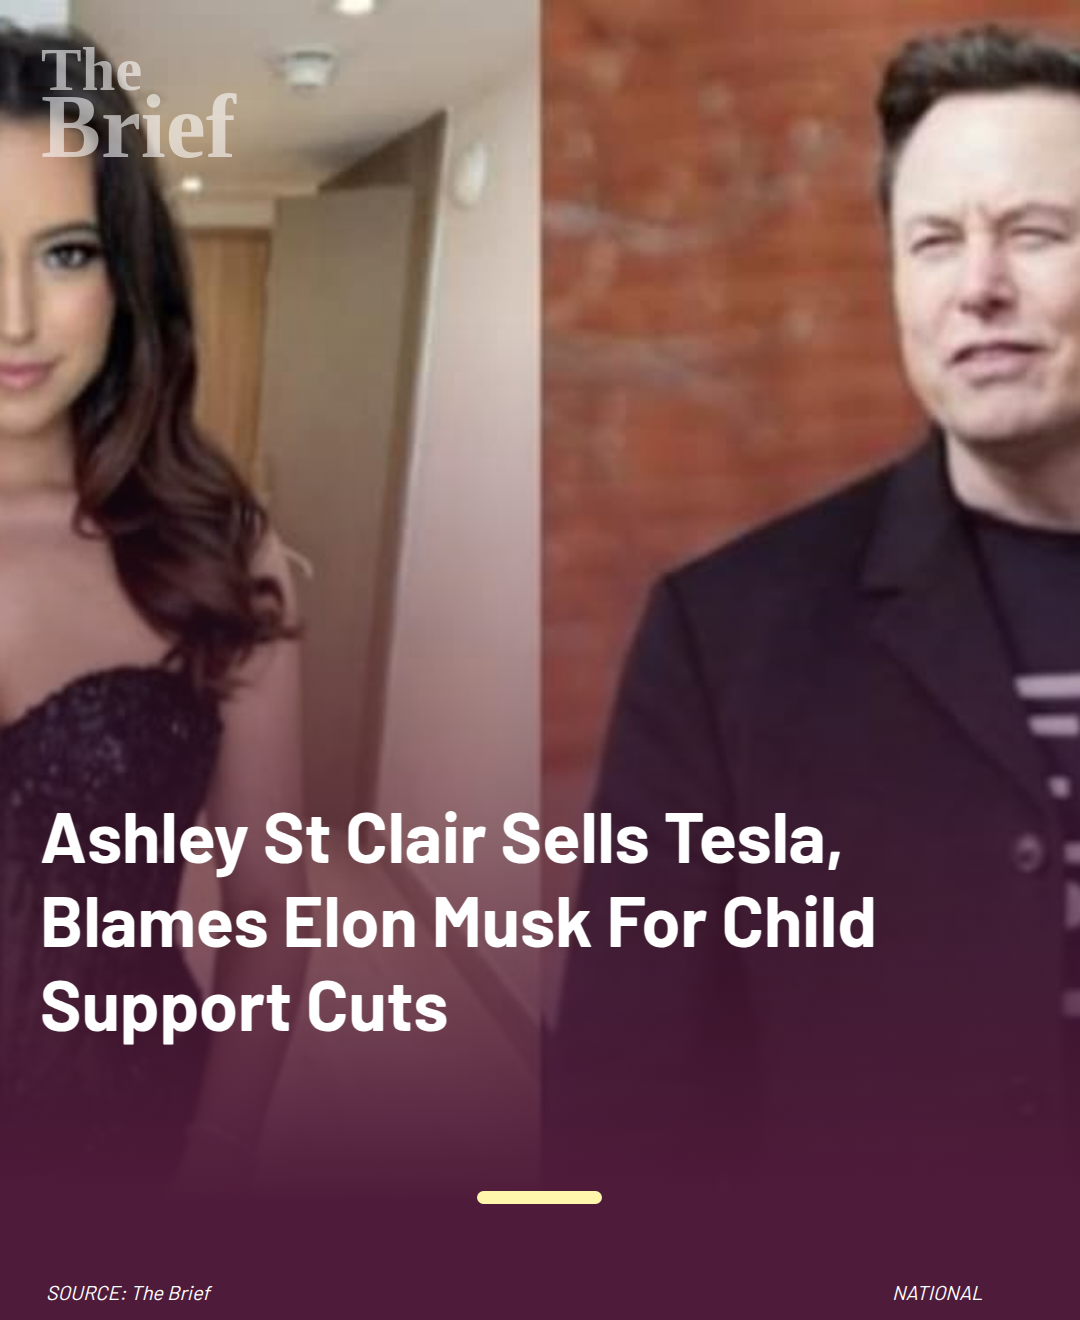 The
Brief
Ashley St Clair Sells Tesla,
Blames Elon Musk For Child
Support Cuts
SOURCE: The Brief
NATIONAL